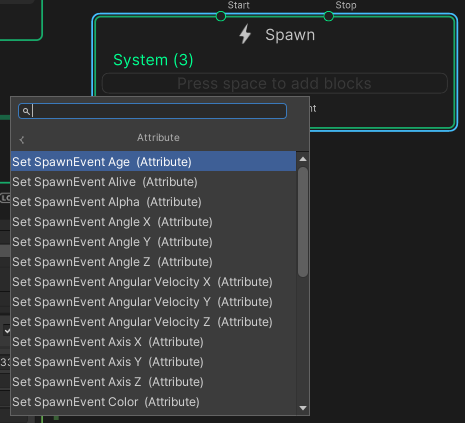 Start Stop
Spawn
System (3)
Press space to add blocks
Attribute
Set SpawnEvent Age (Attribute)
Set SpawnEvent Alive (Attribute)
Set SpawnEvent Alpha (Attribute)
Set SpawnEvent Angle X (Attribute)
Set SpawnEvent Angle Y (Attribute)
Set SpawnEvent Angle Z (Attribute)
Set SpawnEvent Angular Velocity X (Attribute)
Set SpawnEvent Angular Velocity Y (Attribute)
Set SpawnEvent Angular Velocity Z (Attribute)
Set SpawnEvent Axis X (Attribute)
Set SpawnEvent Axis Y (Attribute)
33
Set SpawnEvent Axis Z (Attribute)
Set SpawnEvent Color (Attribute)